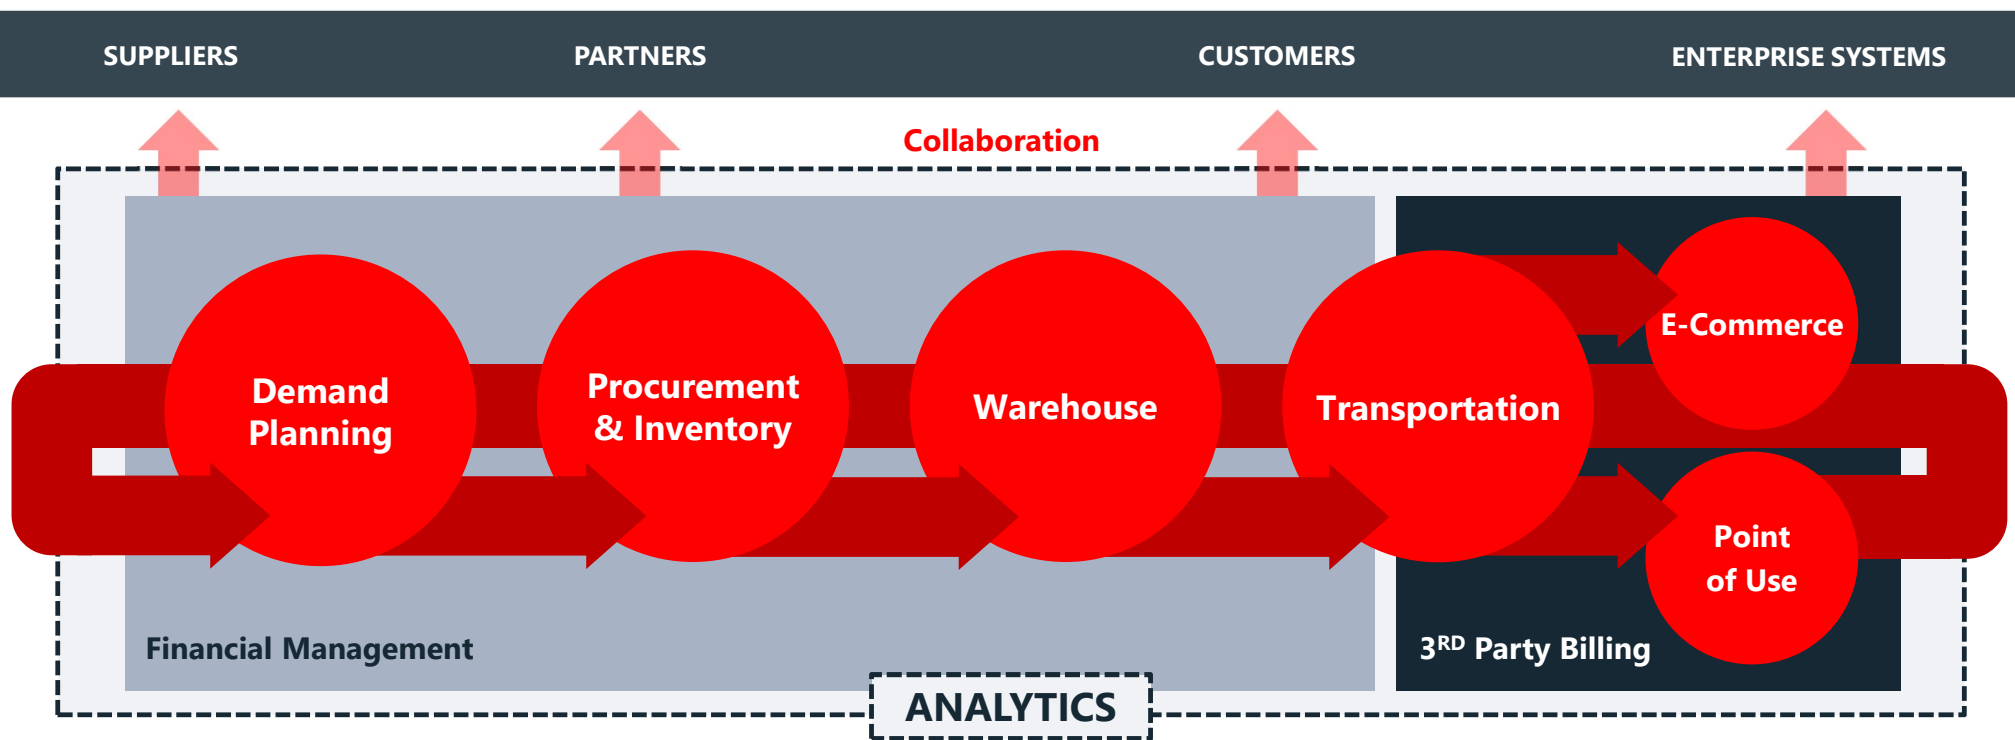 SUPPLIERS
PARTNERS
CUSTOMERS
ENTERPRISE SYSTEMS
Collaboration
Demand
Planning
Procurement
& Inventory
Warehouse
Transportation
E-Commerce
Point
of Use
Financial Management
3RD Party Billing
ANALYTICS